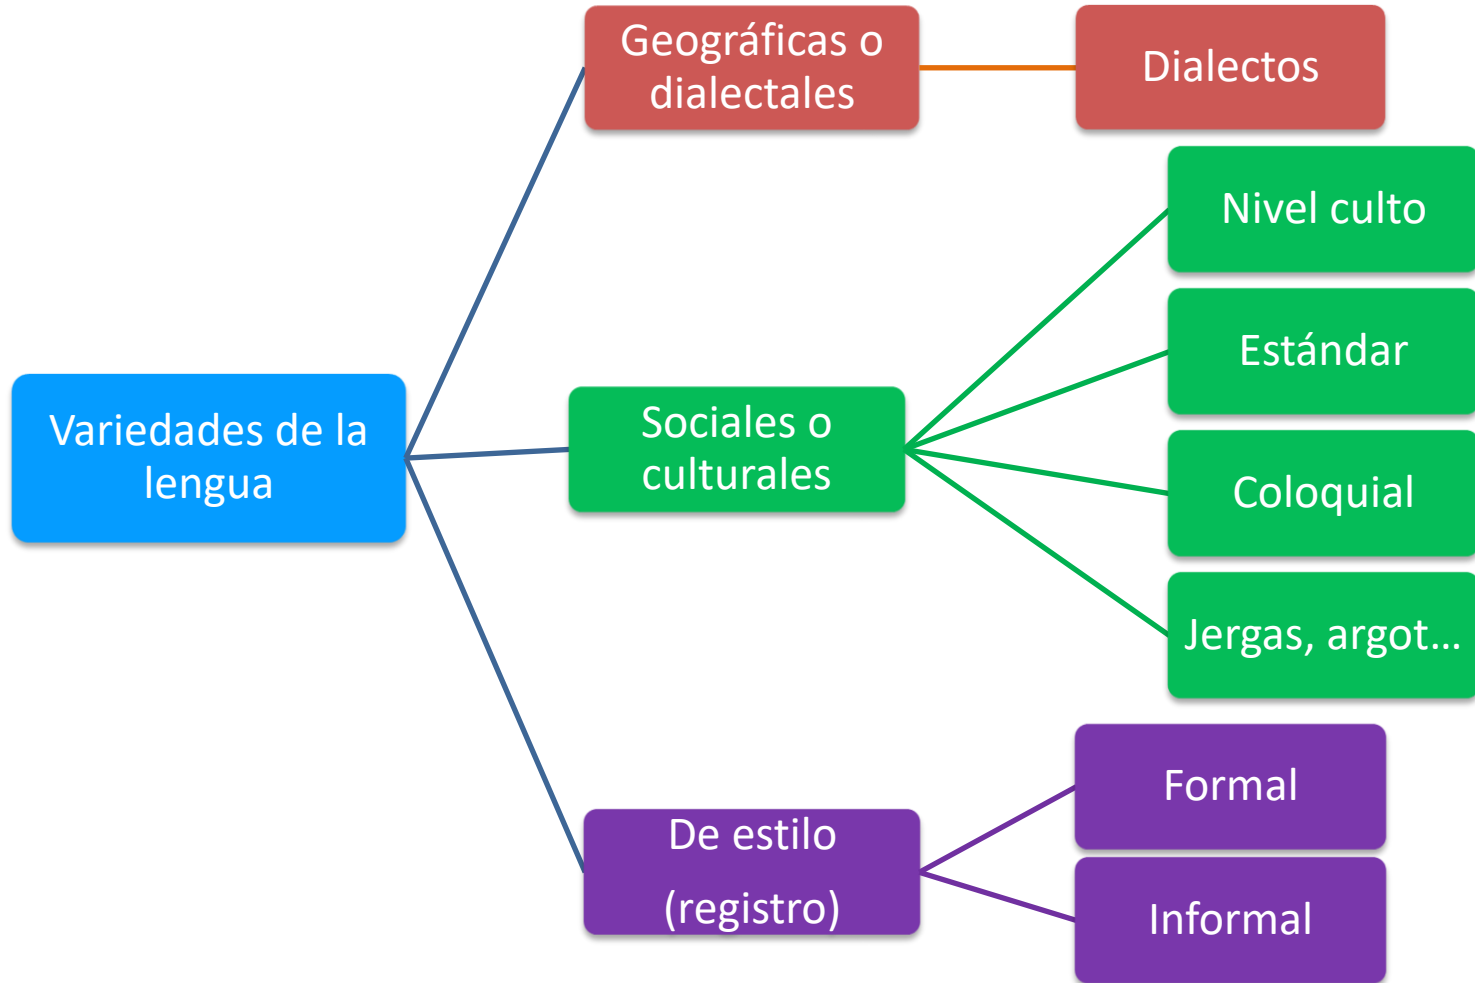 Variedades de la
lengua
Geográficas o
dialectales
Dialectos
Sociales o
culturales
Nivel culto
Estándar
Coloquial
Jergas, argot...
De estilo
(registro)
Formal
Informal